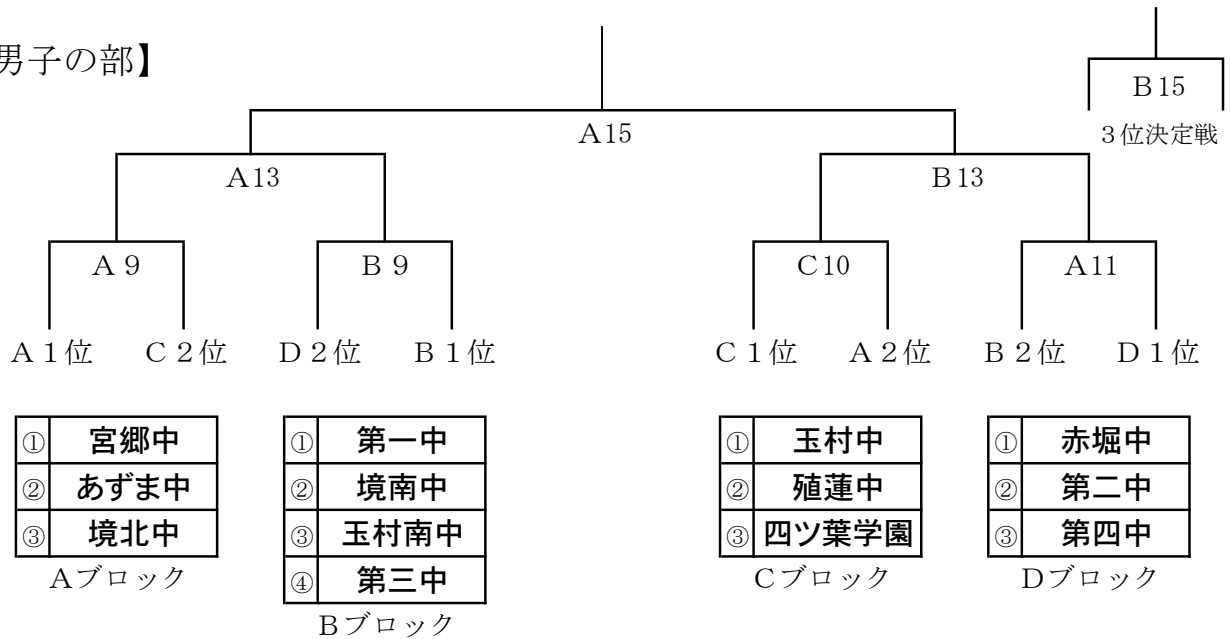 男子の部】
B15
A15
3位決定戦
A13
B13
A9
B9
C10
A11
A1位 C2位 D2位 B1位 C1位 A2位 B2位 D1位
① 宮郷中
② あずま中
③ 境北中
Aブロック
① 第一中
② 境南中
③ 玉村南中
④ 第三中
Bブロック
① 玉村中
② 殖蓮中
③ 四ツ葉学園
Cブロック
① 赤堀中
② 第二中
③ 第四中
Dブロック